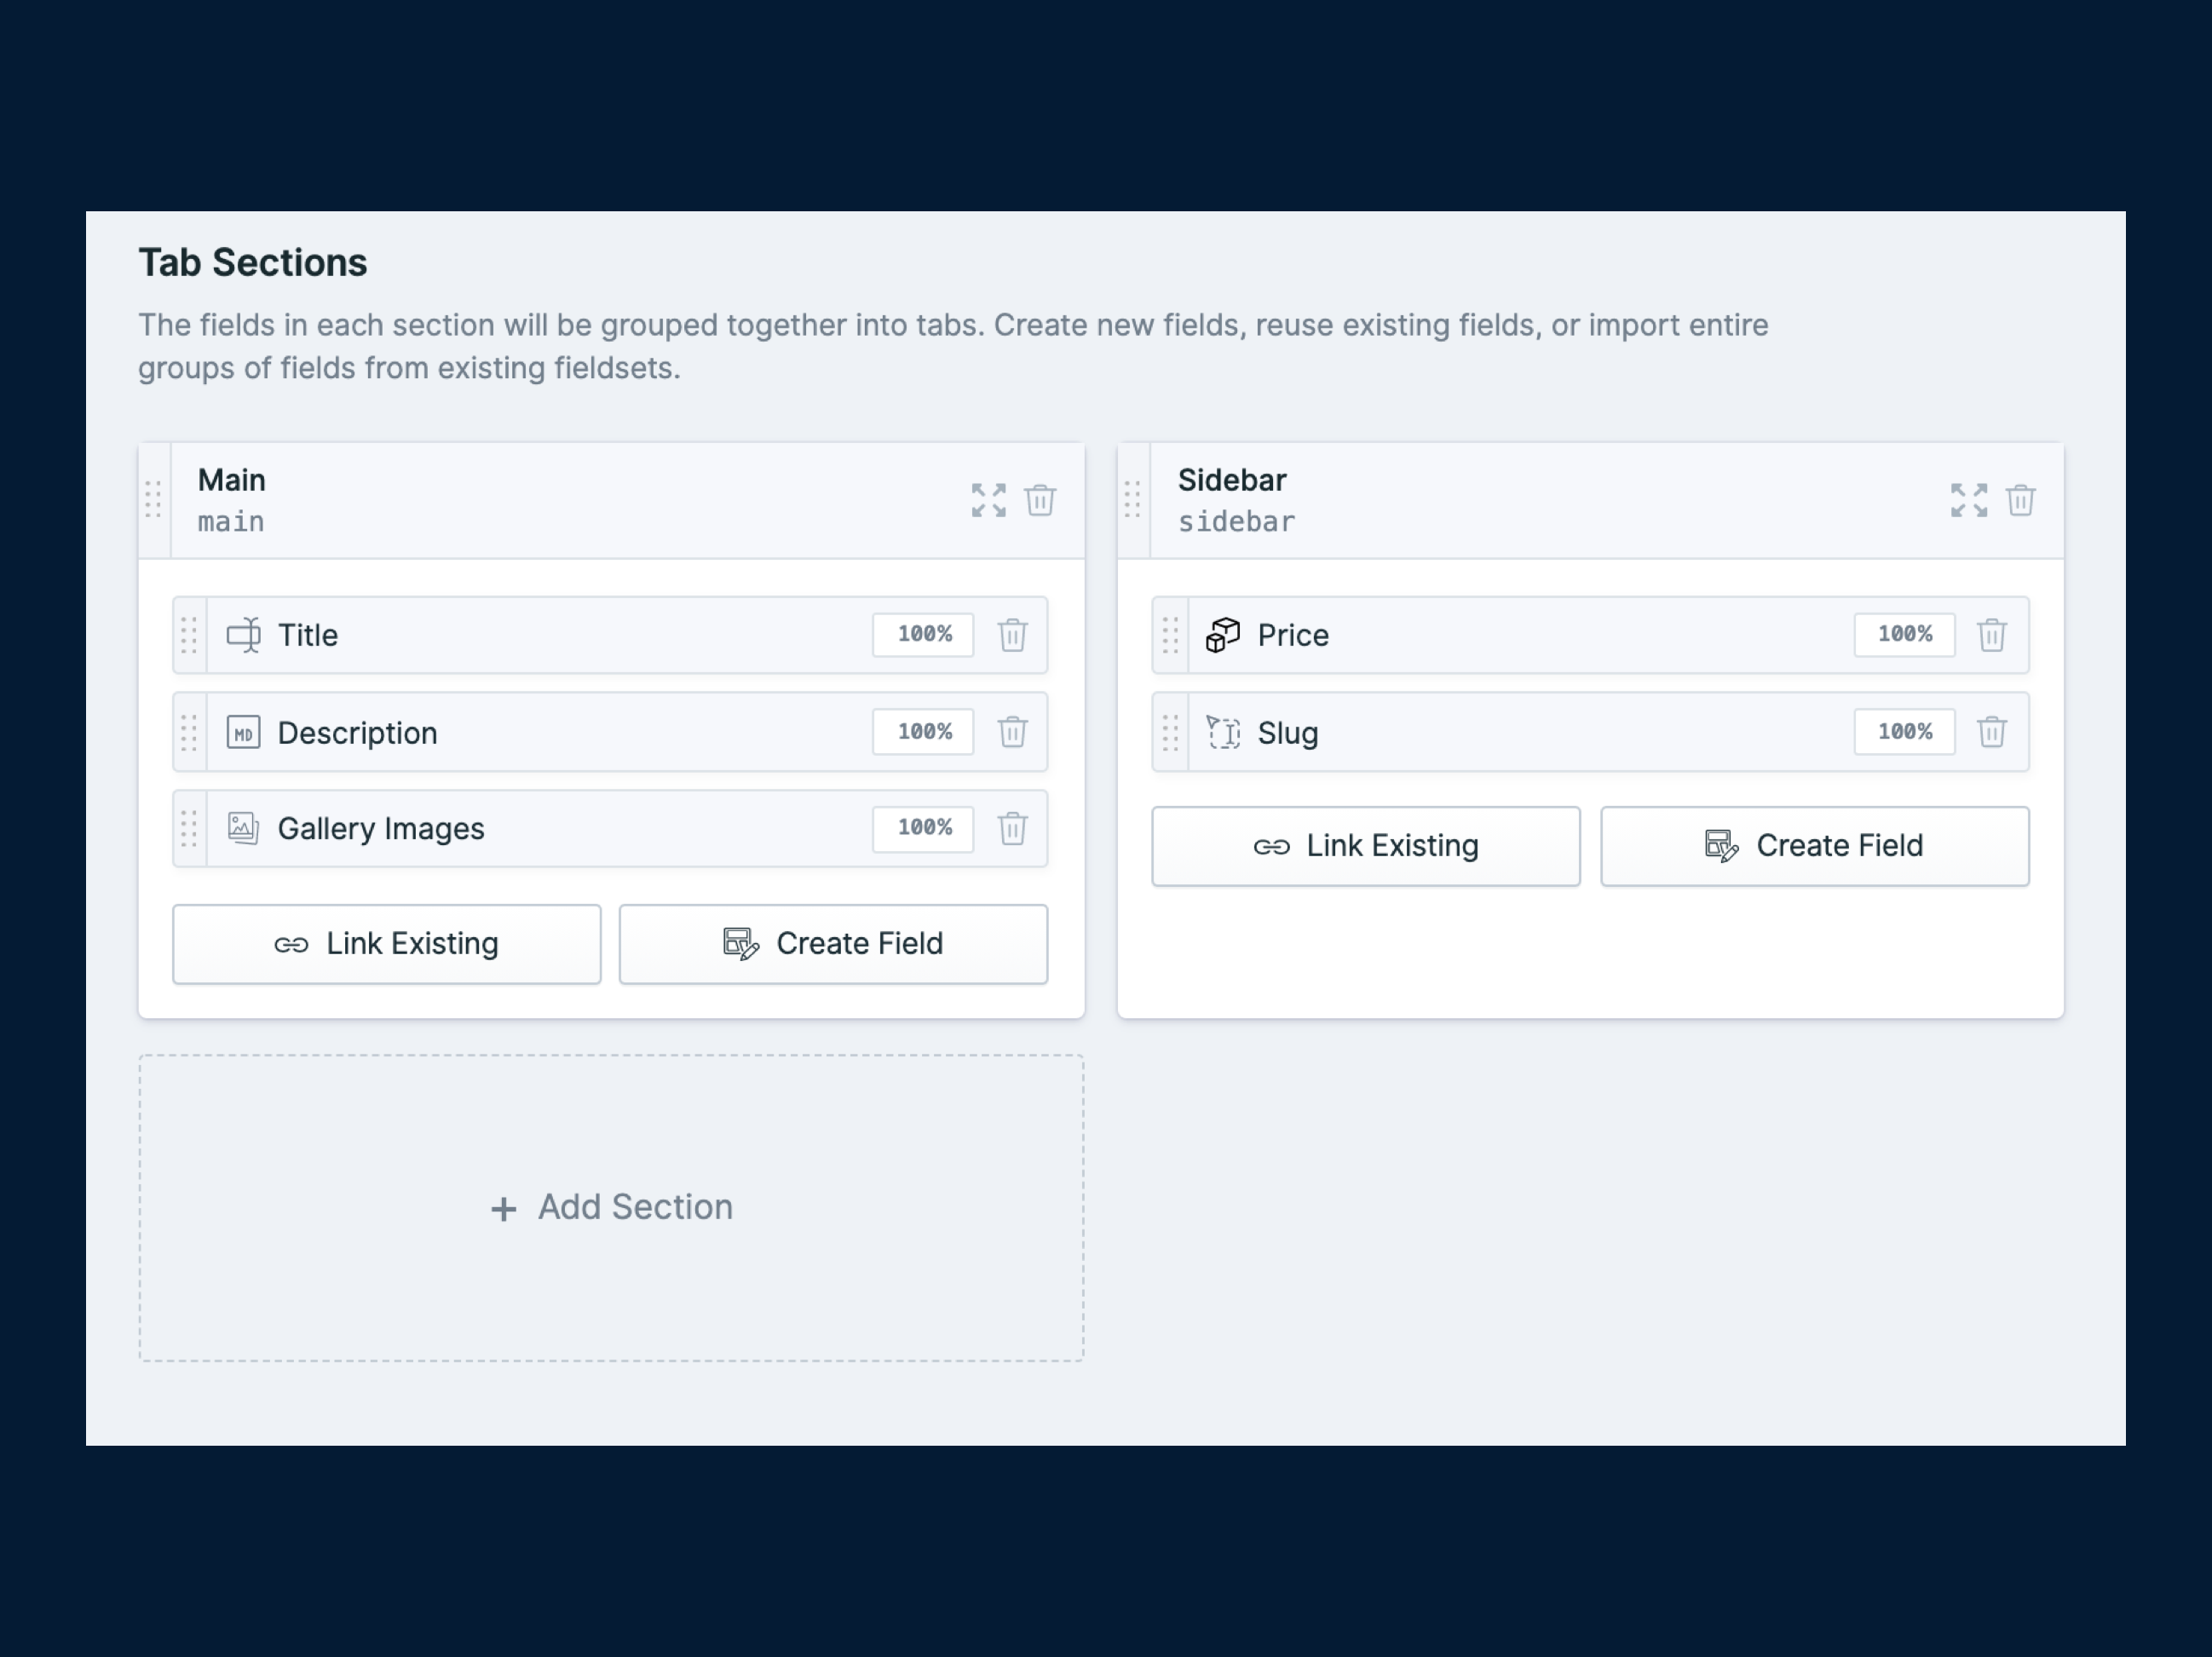 Tab Sections
The fields in each section will be grouped together into tabs. Create new fields, reuse existing fields, or import entire
groups of fields from existing fieldsets.
Main
main
Title 100%
MD Description 100%
Gallery Images 100%
Link Existing Create Field
Sidebar
sidebar
Price 100%
Slug 100%
Link Existing Create Field
+ Add Section